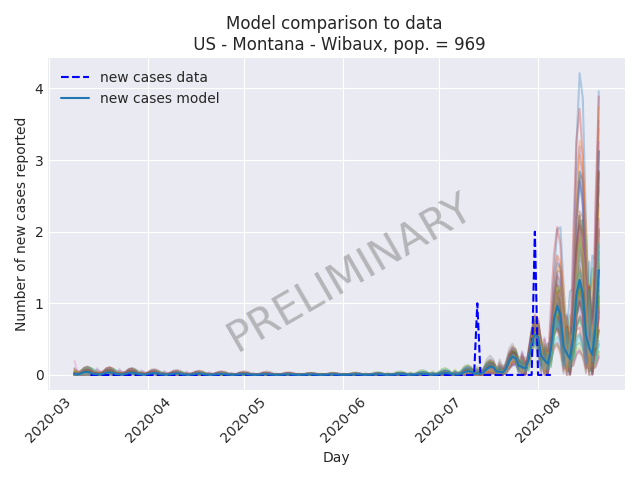 Model comparison to data
US - Montana - Wibaux, pop. = 969
new cases data
new cases model
Number of new cases reported
4
3
2
1
0
PRELIMINARY
2020-03
2020-04
2020-05
2020-06
2020-07
2020-08
Day